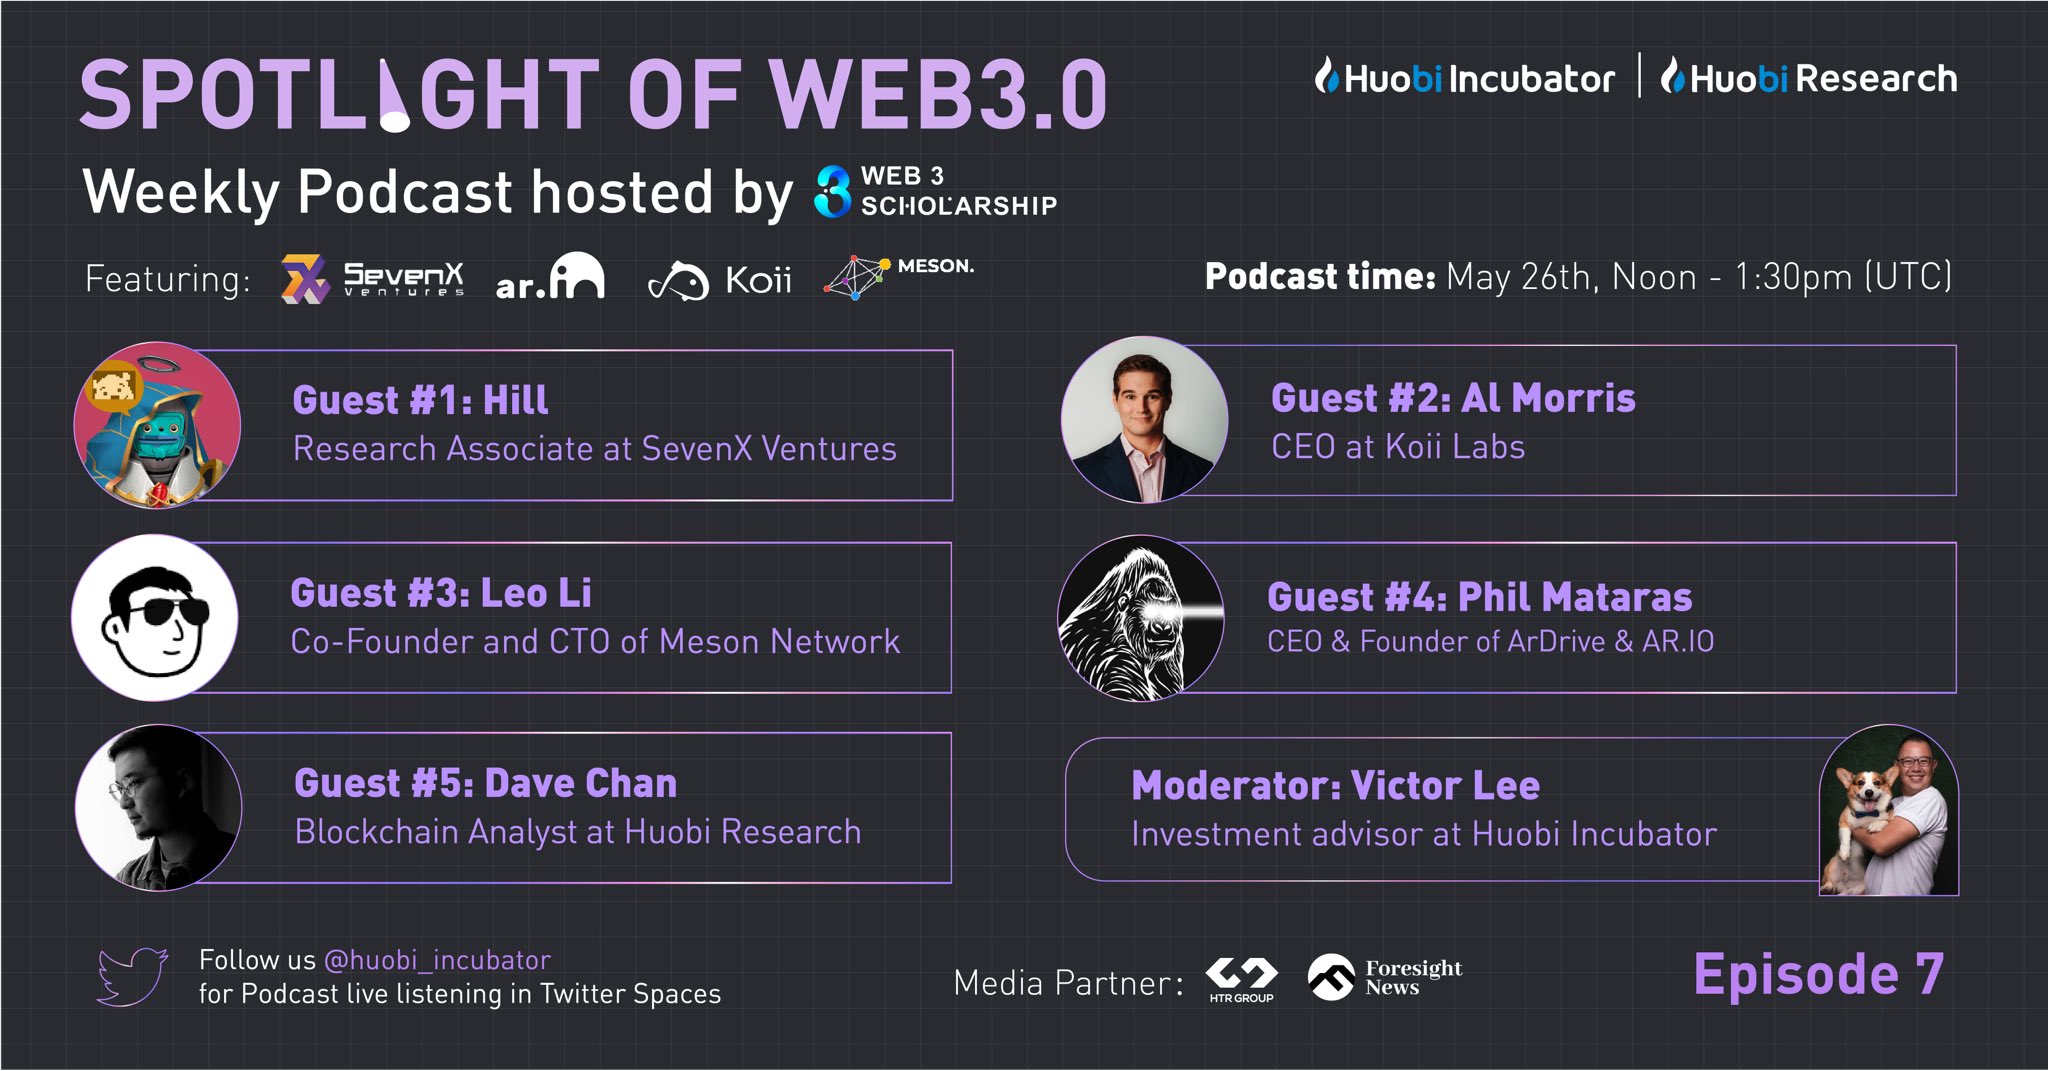 SPOTLIGHT OF WEB3.0
Huobi Incubator
Huobi Research
Weekly Podcast hosted by
WEB 3
SCHOLARSHIP
Featuring:
SevenX
Ventures
ar.io
Koii
MESON.
Podcast time: May 26th, Noon - 1:30pm (UTC)
Guest #1: Hill
Research Associate at SevenX Ventures
Guest #2: Al Morris
CEO at Koii Labs
Guest #3: Leo Li
Co-Founder and CTO of Meson Network
Guest #4: Phil Mataras
CEO & Founder of ArDrive & AR.IO
Guest #5: Dave Chan
Blockchain Analyst at Huobi Research
Moderator: Victor Lee
Investment advisor at Huobi Incubator
Follow us @huobi_incubator
for Podcast live listening in Twitter Spaces
Media Partner:
HTR GROUP
Foresight
News
Episode 7